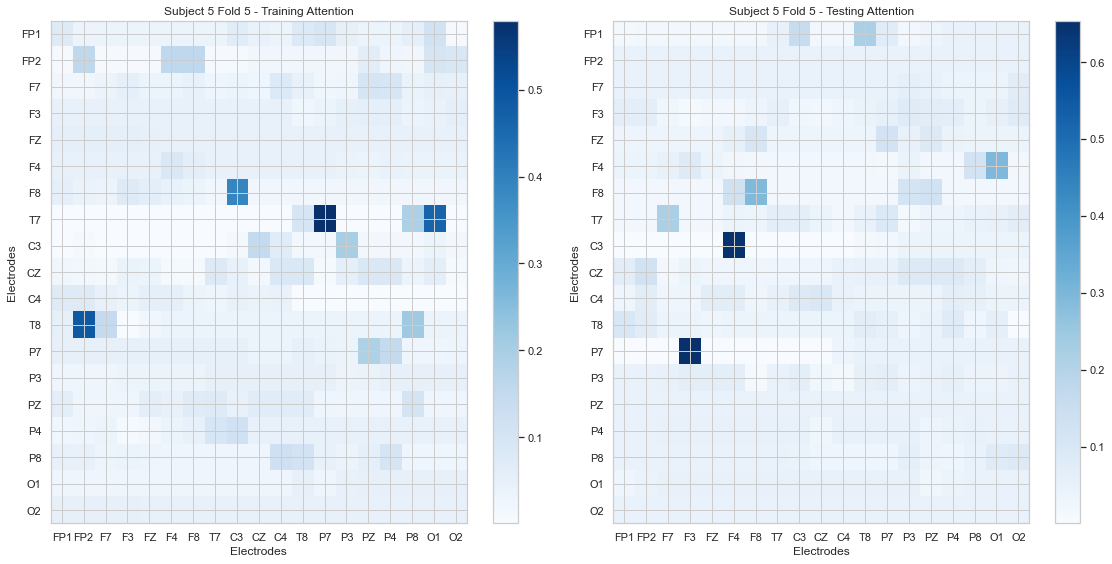 Subject 5 Fold 5 - Training Attention
FP1
FP2
F7
F3
FZ
F4
F8
T7
C3
CZ
C4
T8
P7
P3
PZ
P4
P8
O1
O2
Electrodes
FP1 FP2 F7 F3 FZ F4 F8 T7 C3 CZ C4 T8 P7 P3 PZ P4 P8 O1 O2
Electrodes
0.5
0.4
0.3
0.2
0.1
Subject 5 Fold 5 - Testing Attention
FP1
FP2
F7
F3
FZ
F4
F8
T7
C3
CZ
C4
T8
P7
P3
PZ
P4
P8
O1
O2
Electrodes
FP1 FP2 F7 F3 FZ F4 F8 T7 C3 CZ C4 T8 P7 P3 PZ P4 P8 O1 O2
Electrodes
0.6
0.5
0.4
0.3
0.2
0.1